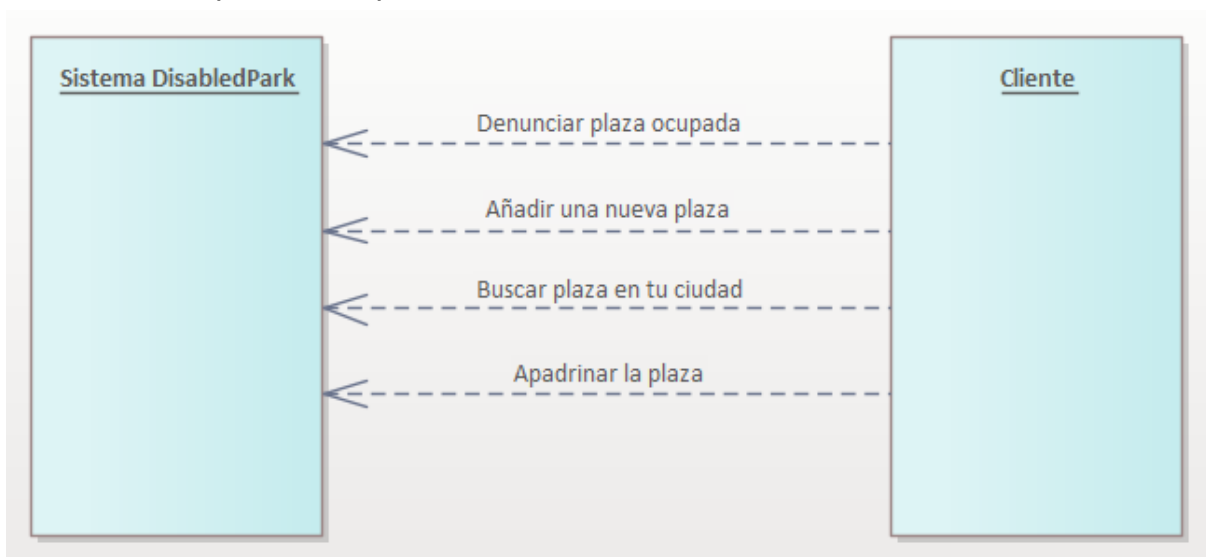 Sistema DisabledPark
Cliente
Denunciar plaza ocupada
Añadir una nueva plaza
Buscar plaza en tu ciudad
Apadrinar la plaza